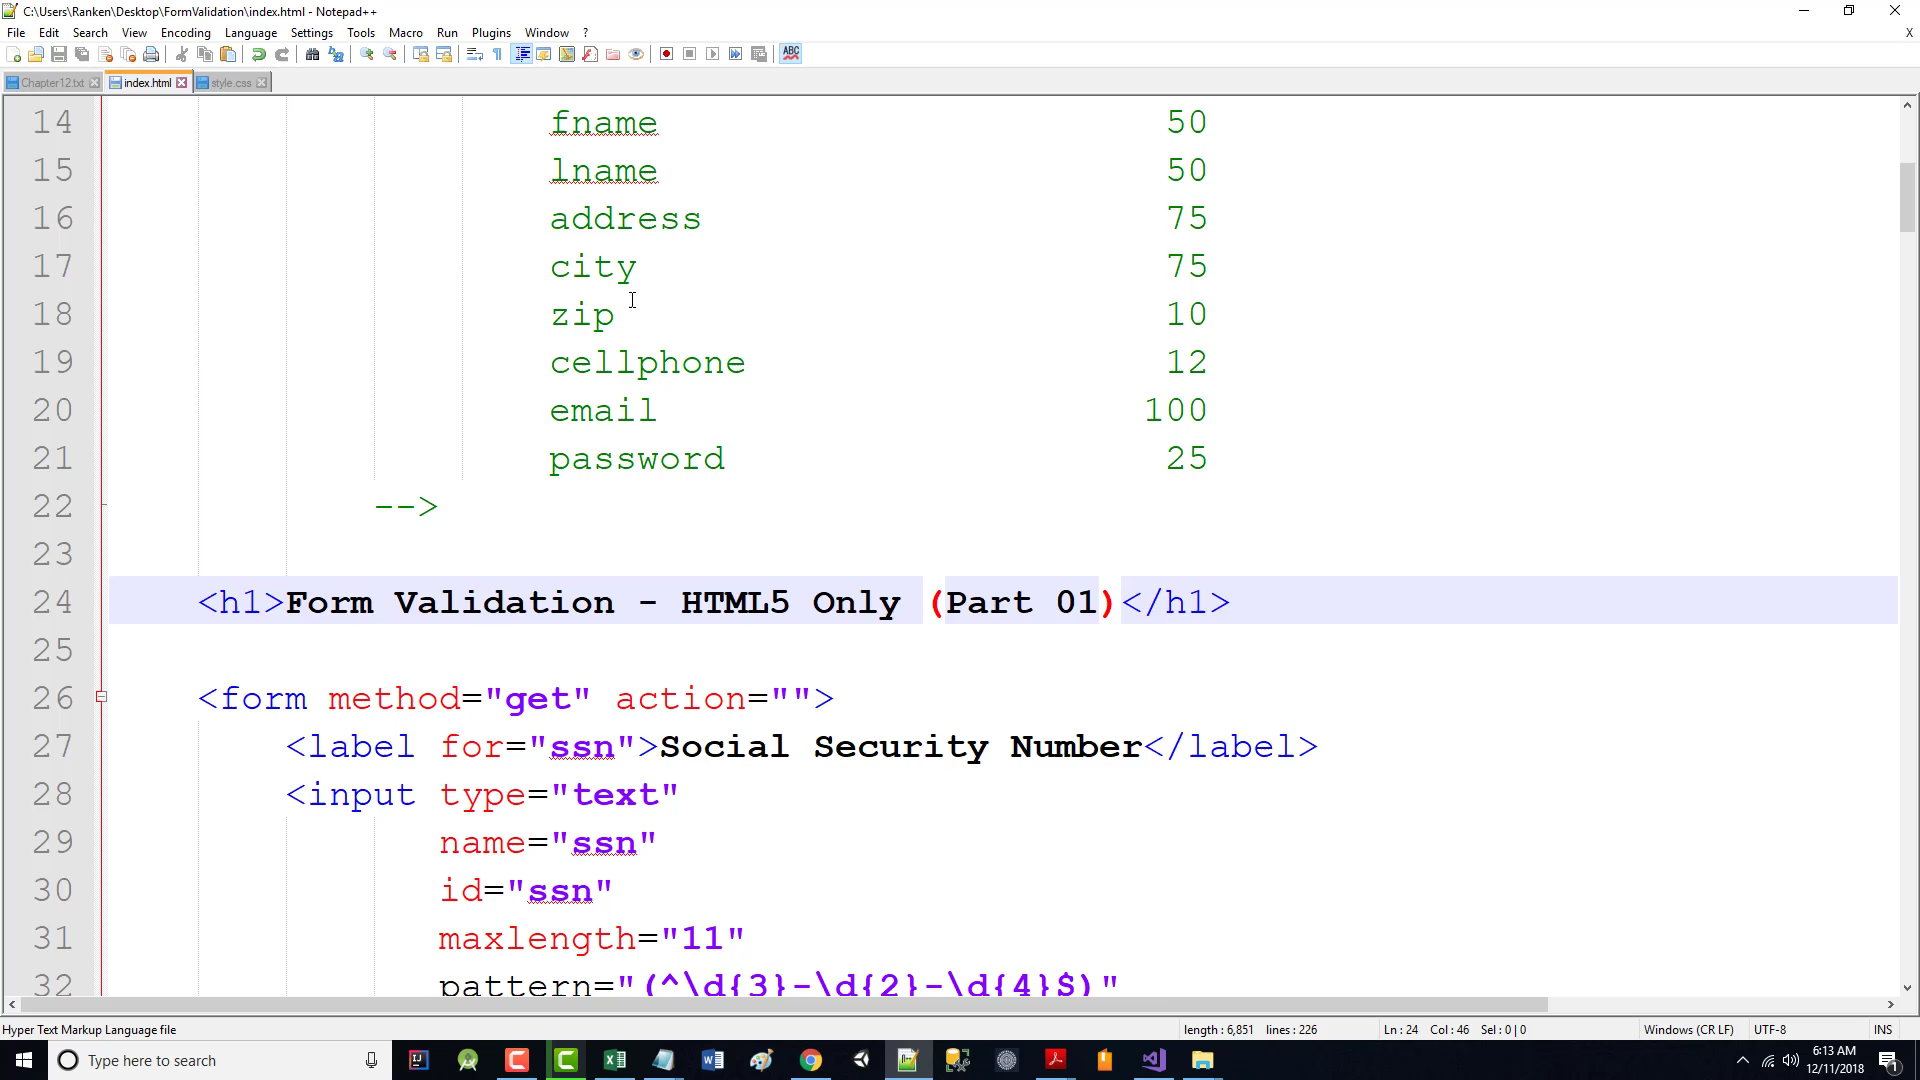 C:\Users\Ranken\Desktop\FormValidation\index.html - Notepad++
File Edit Search View Encoding Language Settings Tools Macro Run Plugins Window ? X
ABC
Chapter12.txt index.html style.css
14 fname 50
15 lname 50
16 address 75
17 city 75
18 zip 10
19 cellphone 12
20 email 100
21 password 25
22 -->
23
24 <h1>Form Validation - HTML5 Only (Part 01)</h1>
25
26 <form method="get" action="">
27 <label for="ssn">Social Security Number</label>
28 <input type="text"
29 name="ssn"
30 id="ssn"
31 maxlength="11"
32 pattern="(^\d{3}-\d{2}-\d{4}$)"
Hyper Text Markup Language file length : 6,851 lines : 226 Ln : 24 Col : 46 Sel : 0 | 0 Windows (CR LF) UTF-8 INS
Type here to search
6:13 AM
12/11/2018
1